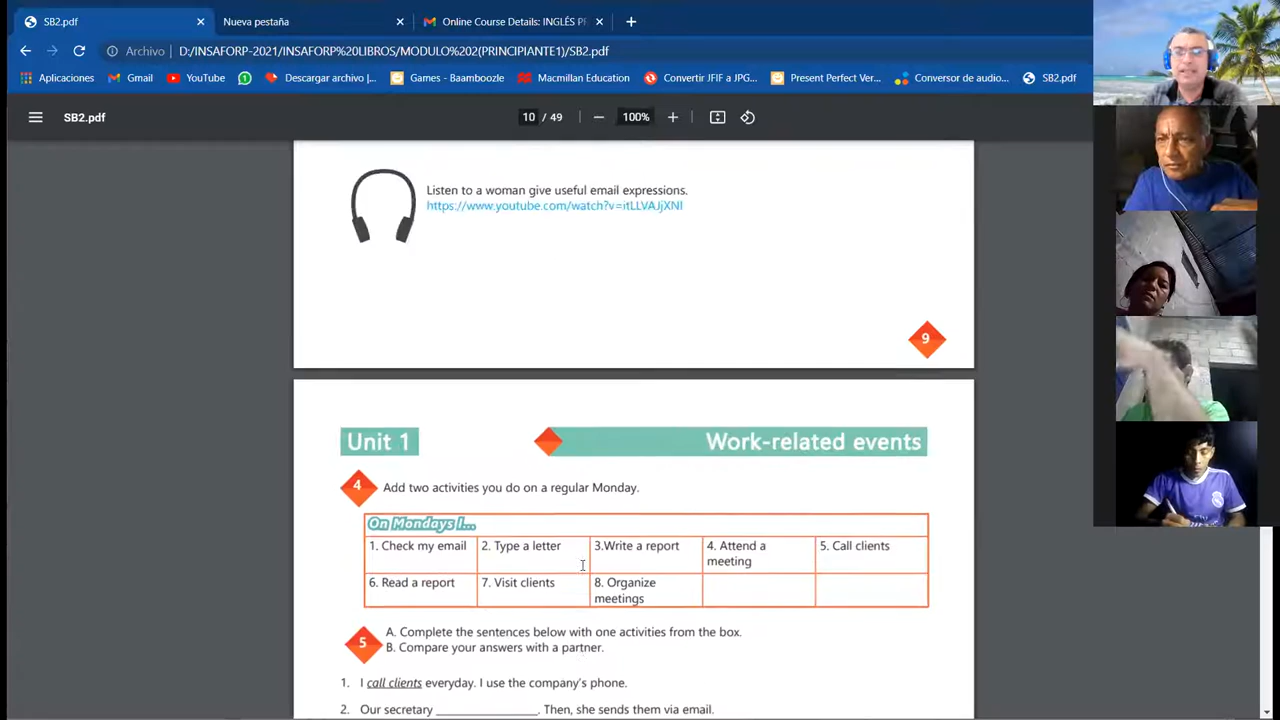 SB2.pdf
Nueva pestaña
Online Course Details: INGLÉS PF
Archivo
D:/INSAFORP-2021/INSAFORP%20LIBROS/MODULO%202(PRINCIPIANTE1)/SB2.pdf
Aplicaciones
Gmail
YouTube
Descargar archivo |...
Games - Baamboozle
Macmillan Education
Convertir JFIF a JPG...
Present Perfect Ver...
Conversor de audio...
SB2.pdf
SB2.pdf
10 / 49
100%
Listen to a woman give useful email expressions.
https://www.youtube.com/watch?v=itLLVAJjXNI
9
Unit 1
Work-related events
4
Add two activities you do on a regular Monday.
On Mondays I...
1. Check my email 2. Type a letter 3.Write a report 4. Attend a meeting 5. Call clients
6. Read a report 7. Visit clients 8. Organize meetings
5
A. Complete the sentences below with one activities from the box.
B. Compare your answers with a partner.
1. I call clients everyday. I use the company's phone.
2. Our secretary _________________. Then, she sends them via email.